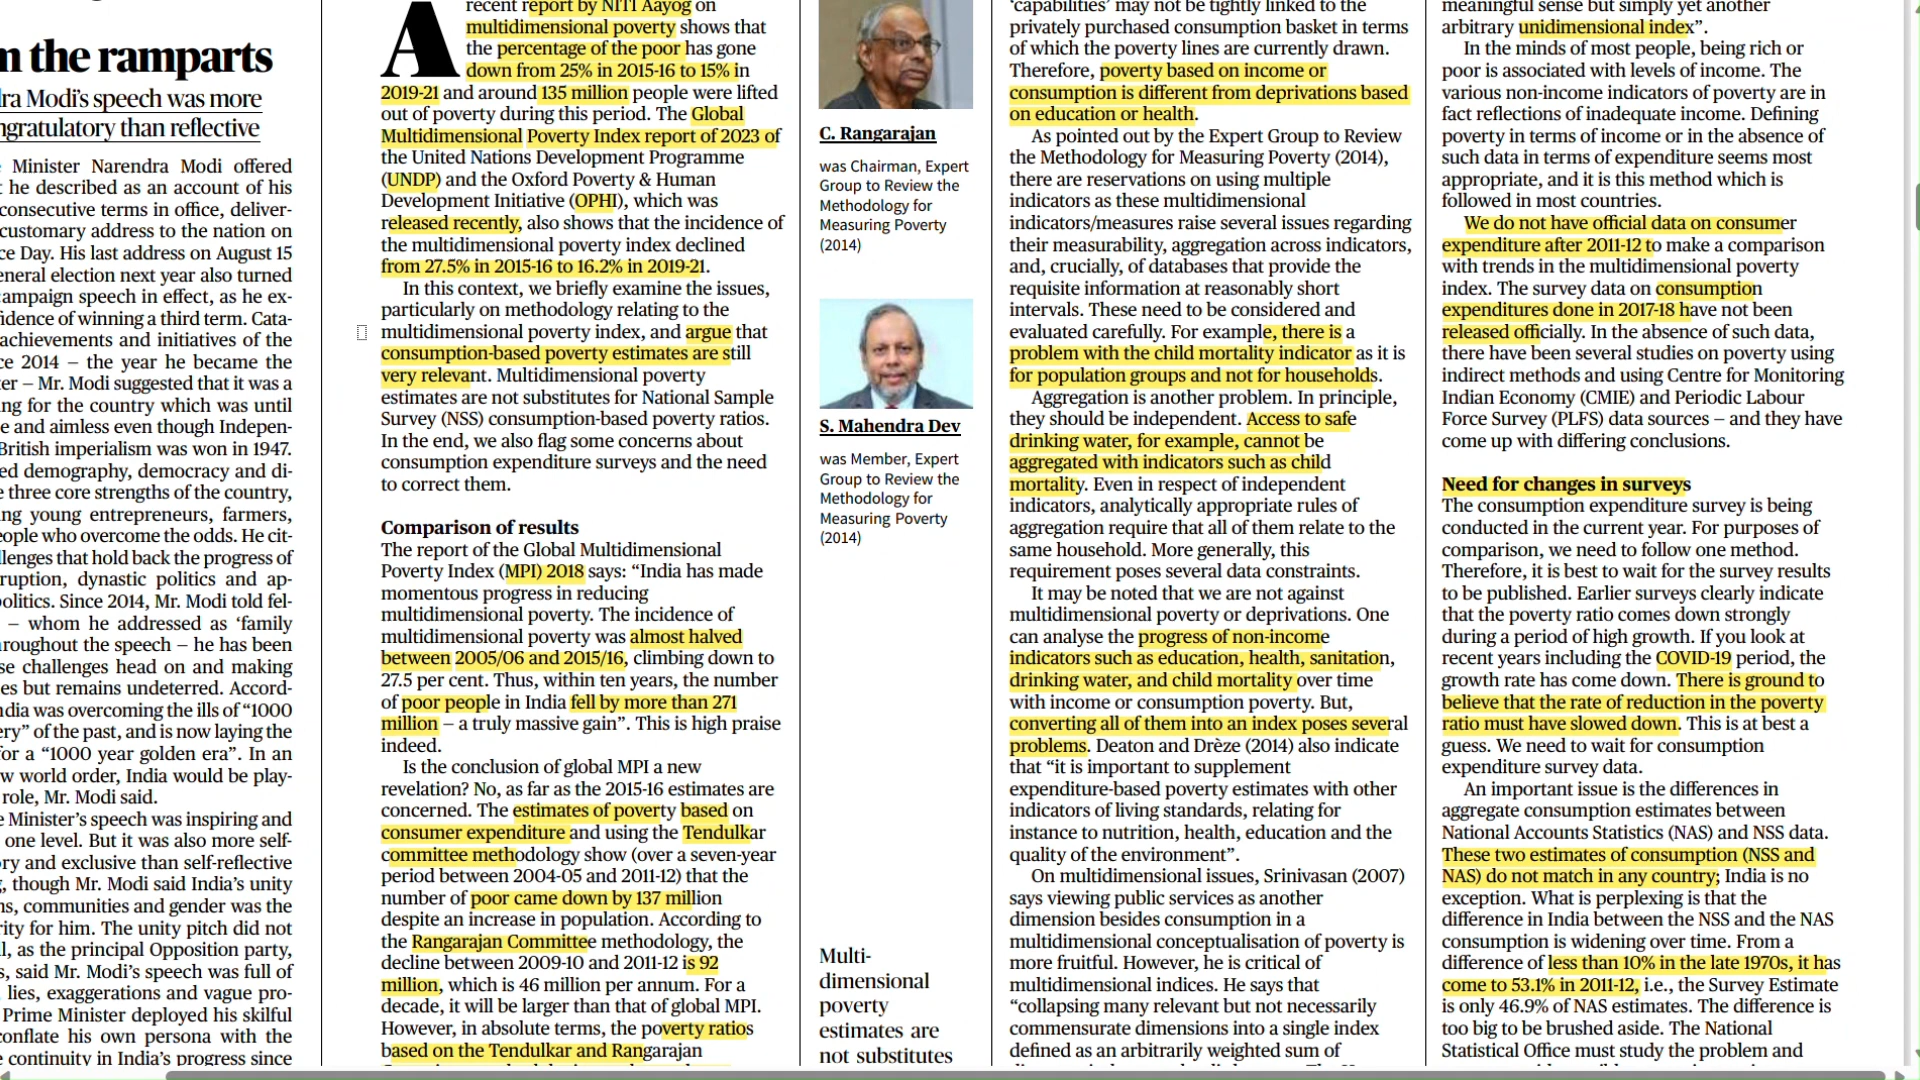 m the ramparts
dra Modi's speech was more
ngratulatory than reflective
e Minister Narendra Modi offered
t he described as an account of his
consecutive terms in office, deliver-
customary address to the nation on
ce Day. His last address on August 15
eneral election next year also turned
campaign speech in effect, as he ex-
fidence of winning a third term. Cata-
achievements and initiatives of the
ce 2014 – the year he became the
er – Mr. Modi suggested that it was a
ng for the country which was until
e and aimless even though Indepen-
British imperialism was won in 1947.
ed demography, democracy and di-
e three core strengths of the country,
ing young entrepreneurs, farmers,
eople who overcome the odds. He cit-
llenges that hold back the progress of
ruption, dynastic politics and ap-
politics. Since 2014, Mr. Modi told fel-
– whom he addressed as 'family
hroughout the speech – he has been
se challenges head on and making
es but remains undeterred. Accord-
ndia was overcoming the ills of "1000
ery" of the past, and is now laying the
for a "1000 year golden era". In an
w world order, India would be play-
role, Mr. Modi said.
e Minister's speech was inspiring and
one level. But it was also more self-
ry and exclusive than self-reflective
g, though Mr. Modi said India's unity
ns, communities and gender was the
rity for him. The unity pitch did not
ll, as the principal Opposition party,
s, said Mr. Modi's speech was full of
lies, exaggerations and vague pro-
Prime Minister deployed his skilful
conflate his own persona with the
e continuity in India's progress since
A recent report by NITI Aayog on
multidimensional poverty shows that
the percentage of the poor has gone
down from 25% in 2015-16 to 15% in
2019-21 and around 135 million people were lifted
out of poverty during this period. The Global
Multidimensional Poverty Index report of 2023 of
the United Nations Development Programme
(UNDP) and the Oxford Poverty & Human
Development Initiative (OPHI), which was
released recently, also shows that the incidence of
the multidimensional poverty index declined
from 27.5% in 2015-16 to 16.2% in 2019-21.
In this context, we briefly examine the issues,
particularly on methodology relating to the
multidimensional poverty index, and argue that
consumption-based poverty estimates are still
very relevant. Multidimensional poverty
estimates are not substitutes for National Sample
Survey (NSS) consumption-based poverty ratios.
In the end, we also flag some concerns about
consumption expenditure surveys and the need
to correct them.
Comparison of results
The report of the Global Multidimensional
Poverty Index (MPI) 2018 says: "India has made
momentous progress in reducing
multidimensional poverty. The incidence of
multidimensional poverty was almost halved
between 2005/06 and 2015/16, climbing down to
27.5 per cent. Thus, within ten years, the number
of poor people in India fell by more than 271
million – a truly massive gain". This is high praise
indeed.
Is the conclusion of global MPI a new
revelation? No, as far as the 2015-16 estimates are
concerned. The estimates of poverty based on
consumer expenditure and using the Tendulkar
committee methodology show (over a seven-year
period between 2004-05 and 2011-12) that the
number of poor came down by 137 million
despite an increase in population. According to
the Rangarajan Committee methodology, the
decline between 2009-10 and 2011-12 is 92
million, which is 46 million per annum. For a
decade, it will be larger than that of global MPI.
However, in absolute terms, the poverty ratios
based on the Tendulkar and Rangarajan
C. Rangarajan
was Chairman, Expert
Group to Review the
Methodology for
Measuring Poverty
(2014)
S. Mahendra Dev
was Member, Expert
Group to Review the
Methodology for
Measuring Poverty
(2014)
Multi-
dimensional
poverty
estimates are
not substitutes
'capabilities' may not be tightly linked to the
privately purchased consumption basket in terms
of which the poverty lines are currently drawn.
Therefore, poverty based on income or
consumption is different from deprivations based
on education or health.
As pointed out by the Expert Group to Review
the Methodology for Measuring Poverty (2014),
there are reservations on using multiple
indicators as these multidimensional
indicators/measures raise several issues regarding
their measurability, aggregation across indicators,
and, crucially, of databases that provide the
requisite information at reasonably short
intervals. These need to be considered and
evaluated carefully. For example, there is a
problem with the child mortality indicator as it is
for population groups and not for households.
Aggregation is another problem. In principle,
they should be independent. Access to safe
drinking water, for example, cannot be
aggregated with indicators such as child
mortality. Even in respect of independent
indicators, analytically appropriate rules of
aggregation require that all of them relate to the
same household. More generally, this
requirement poses several data constraints.
It may be noted that we are not against
multidimensional poverty or deprivations. One
can analyse the progress of non-income
indicators such as education, health, sanitation,
drinking water, and child mortality over time
with income or consumption poverty. But,
converting all of them into an index poses several
problems. Deaton and Drèze (2014) also indicate
that "it is important to supplement
expenditure-based poverty estimates with other
indicators of living standards, relating for
instance to nutrition, health, education and the
quality of the environment".
On multidimensional issues, Srinivasan (2007)
says viewing public services as another
dimension besides consumption in a
multidimensional conceptualisation of poverty is
more fruitful. However, he is critical of
multidimensional indices. He says that
"collapsing many relevant but not necessarily
commensurate dimensions into a single index
defined as an arbitrarily weighted sum of
meaningful sense but simply yet another
arbitrary unidimensional index".
In the minds of most people, being rich or
poor is associated with levels of income. The
various non-income indicators of poverty are in
fact reflections of inadequate income. Defining
poverty in terms of income or in the absence of
such data in terms of expenditure seems most
appropriate, and it is this method which is
followed in most countries.
We do not have official data on consumer
expenditure after 2011-12 to make a comparison
with trends in the multidimensional poverty
index. The survey data on consumption
expenditures done in 2017-18 have not been
released officially. In the absence of such data,
there have been several studies on poverty using
indirect methods and using Centre for Monitoring
Indian Economy (CMIE) and Periodic Labour
Force Survey (PLFS) data sources – and they have
come up with differing conclusions.
Need for changes in surveys
The consumption expenditure survey is being
conducted in the current year. For purposes of
comparison, we need to follow one method.
Therefore, it is best to wait for the survey results
to be published. Earlier surveys clearly indicate
that the poverty ratio comes down strongly
during a period of high growth. If you look at
recent years including the COVID-19 period, the
growth rate has come down. There is ground to
believe that the rate of reduction in the poverty
ratio must have slowed down. This is at best a
guess. We need to wait for consumption
expenditure survey data.
An important issue is the differences in
aggregate consumption estimates between
National Accounts Statistics (NAS) and NSS data.
These two estimates of consumption (NSS and
NAS) do not match in any country; India is no
exception. What is perplexing is that the
difference in India between the NSS and the NAS
consumption is widening over time. From a
difference of less than 10% in the late 1970s, it has
come to 53.1% in 2011-12, i.e., the Survey Estimate
is only 46.9% of NAS estimates. The difference is
too big to be brushed aside. The National
Statistical Office must study the problem and